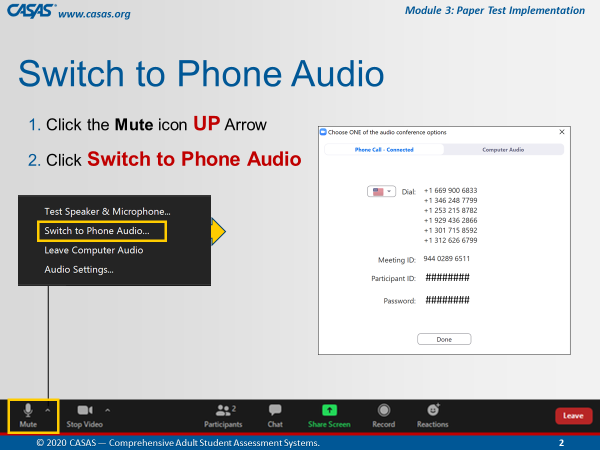 CASAS® www.casas.org
Module 3: Paper Test Implementation
Switch to Phone Audio
1. Click the Mute icon UP Arrow
2. Click Switch to Phone Audio
Test Speaker & Microphone...
Switch to Phone Audio...
Leave Computer Audio
Audio Settings...
Choose ONE of the audio conference options
Phone Call - Connected
Computer Audio
Dial: +1 669 900 6833
+1 346 248 7799
+1 253 215 8782
+1 929 436 2866
+1 301 715 8592
+1 312 626 6799
Meeting ID: 944 0289 6511
Participant ID: ########
Password: ########
Done
Mute
Stop Video
2
Participants
Chat
Share Screen
Record
Reactions
Leave
© 2020 CASAS — Comprehensive Adult Student Assessment Systems.
2